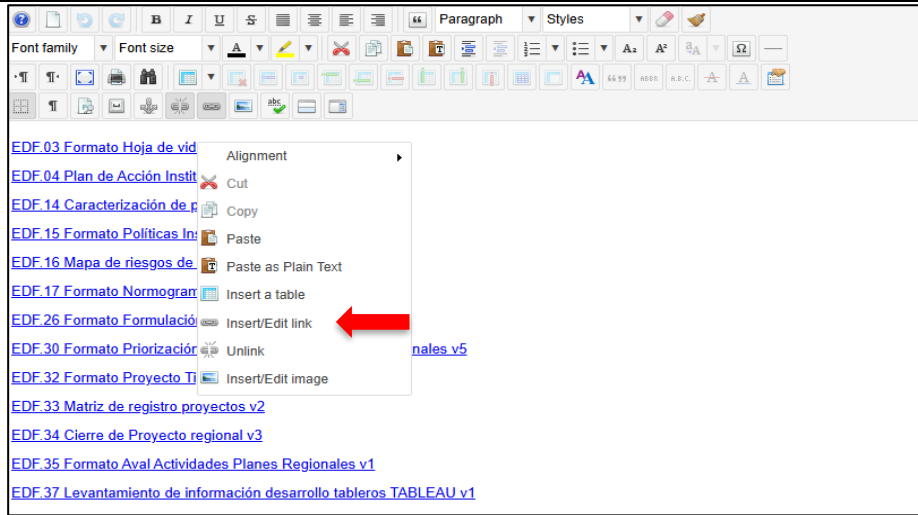 Paragraph Styles
Font family Font size
EDF.03 Formato Hoja de vid
EDF.04 Plan de Acción Instit
EDF.14 Caracterización de p
EDF.15 Formato Políticas Ins
EDF.16 Mapa de riesgos de
EDF.17 Formato Normogram
EDF.26 Formato Formulació
EDF.30 Formato Priorización nales v5
EDF.32 Formato Proyecto Ti
EDF.33 Matriz de registro proyectos v2
EDF.34 Cierre de Proyecto regional v3
EDF.35 Formato Aval Actividades Planes Regionales v1
EDF.37 Levantamiento de información desarrollo tableros TABLEAU v1
Alignment
Cut
Copy
Paste
Paste as Plain Text
Insert a table
Insert/Edit link
Unlink
Insert/Edit image